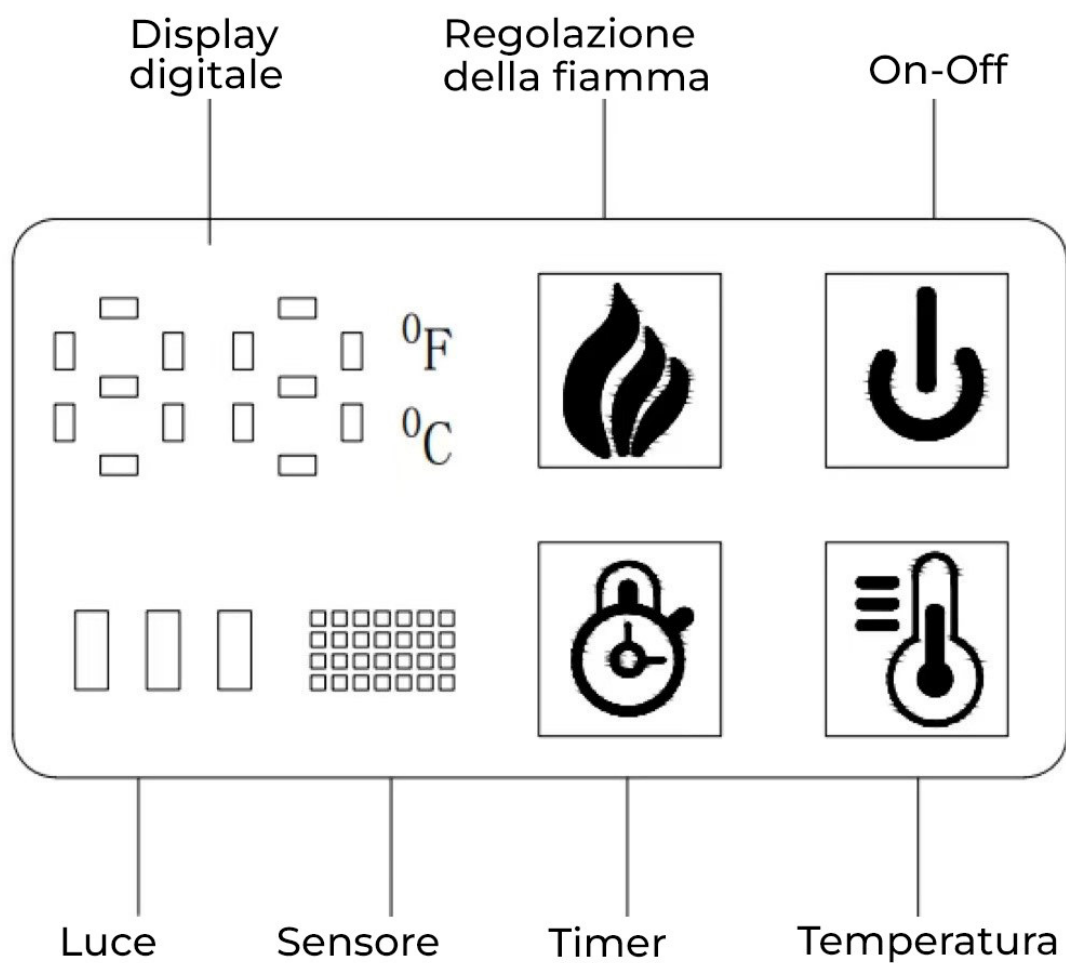 Display
digitale
Regolazione
della fiamma
On-Off
⁰F
⁰C
Luce
Sensore
Timer
Temperatura